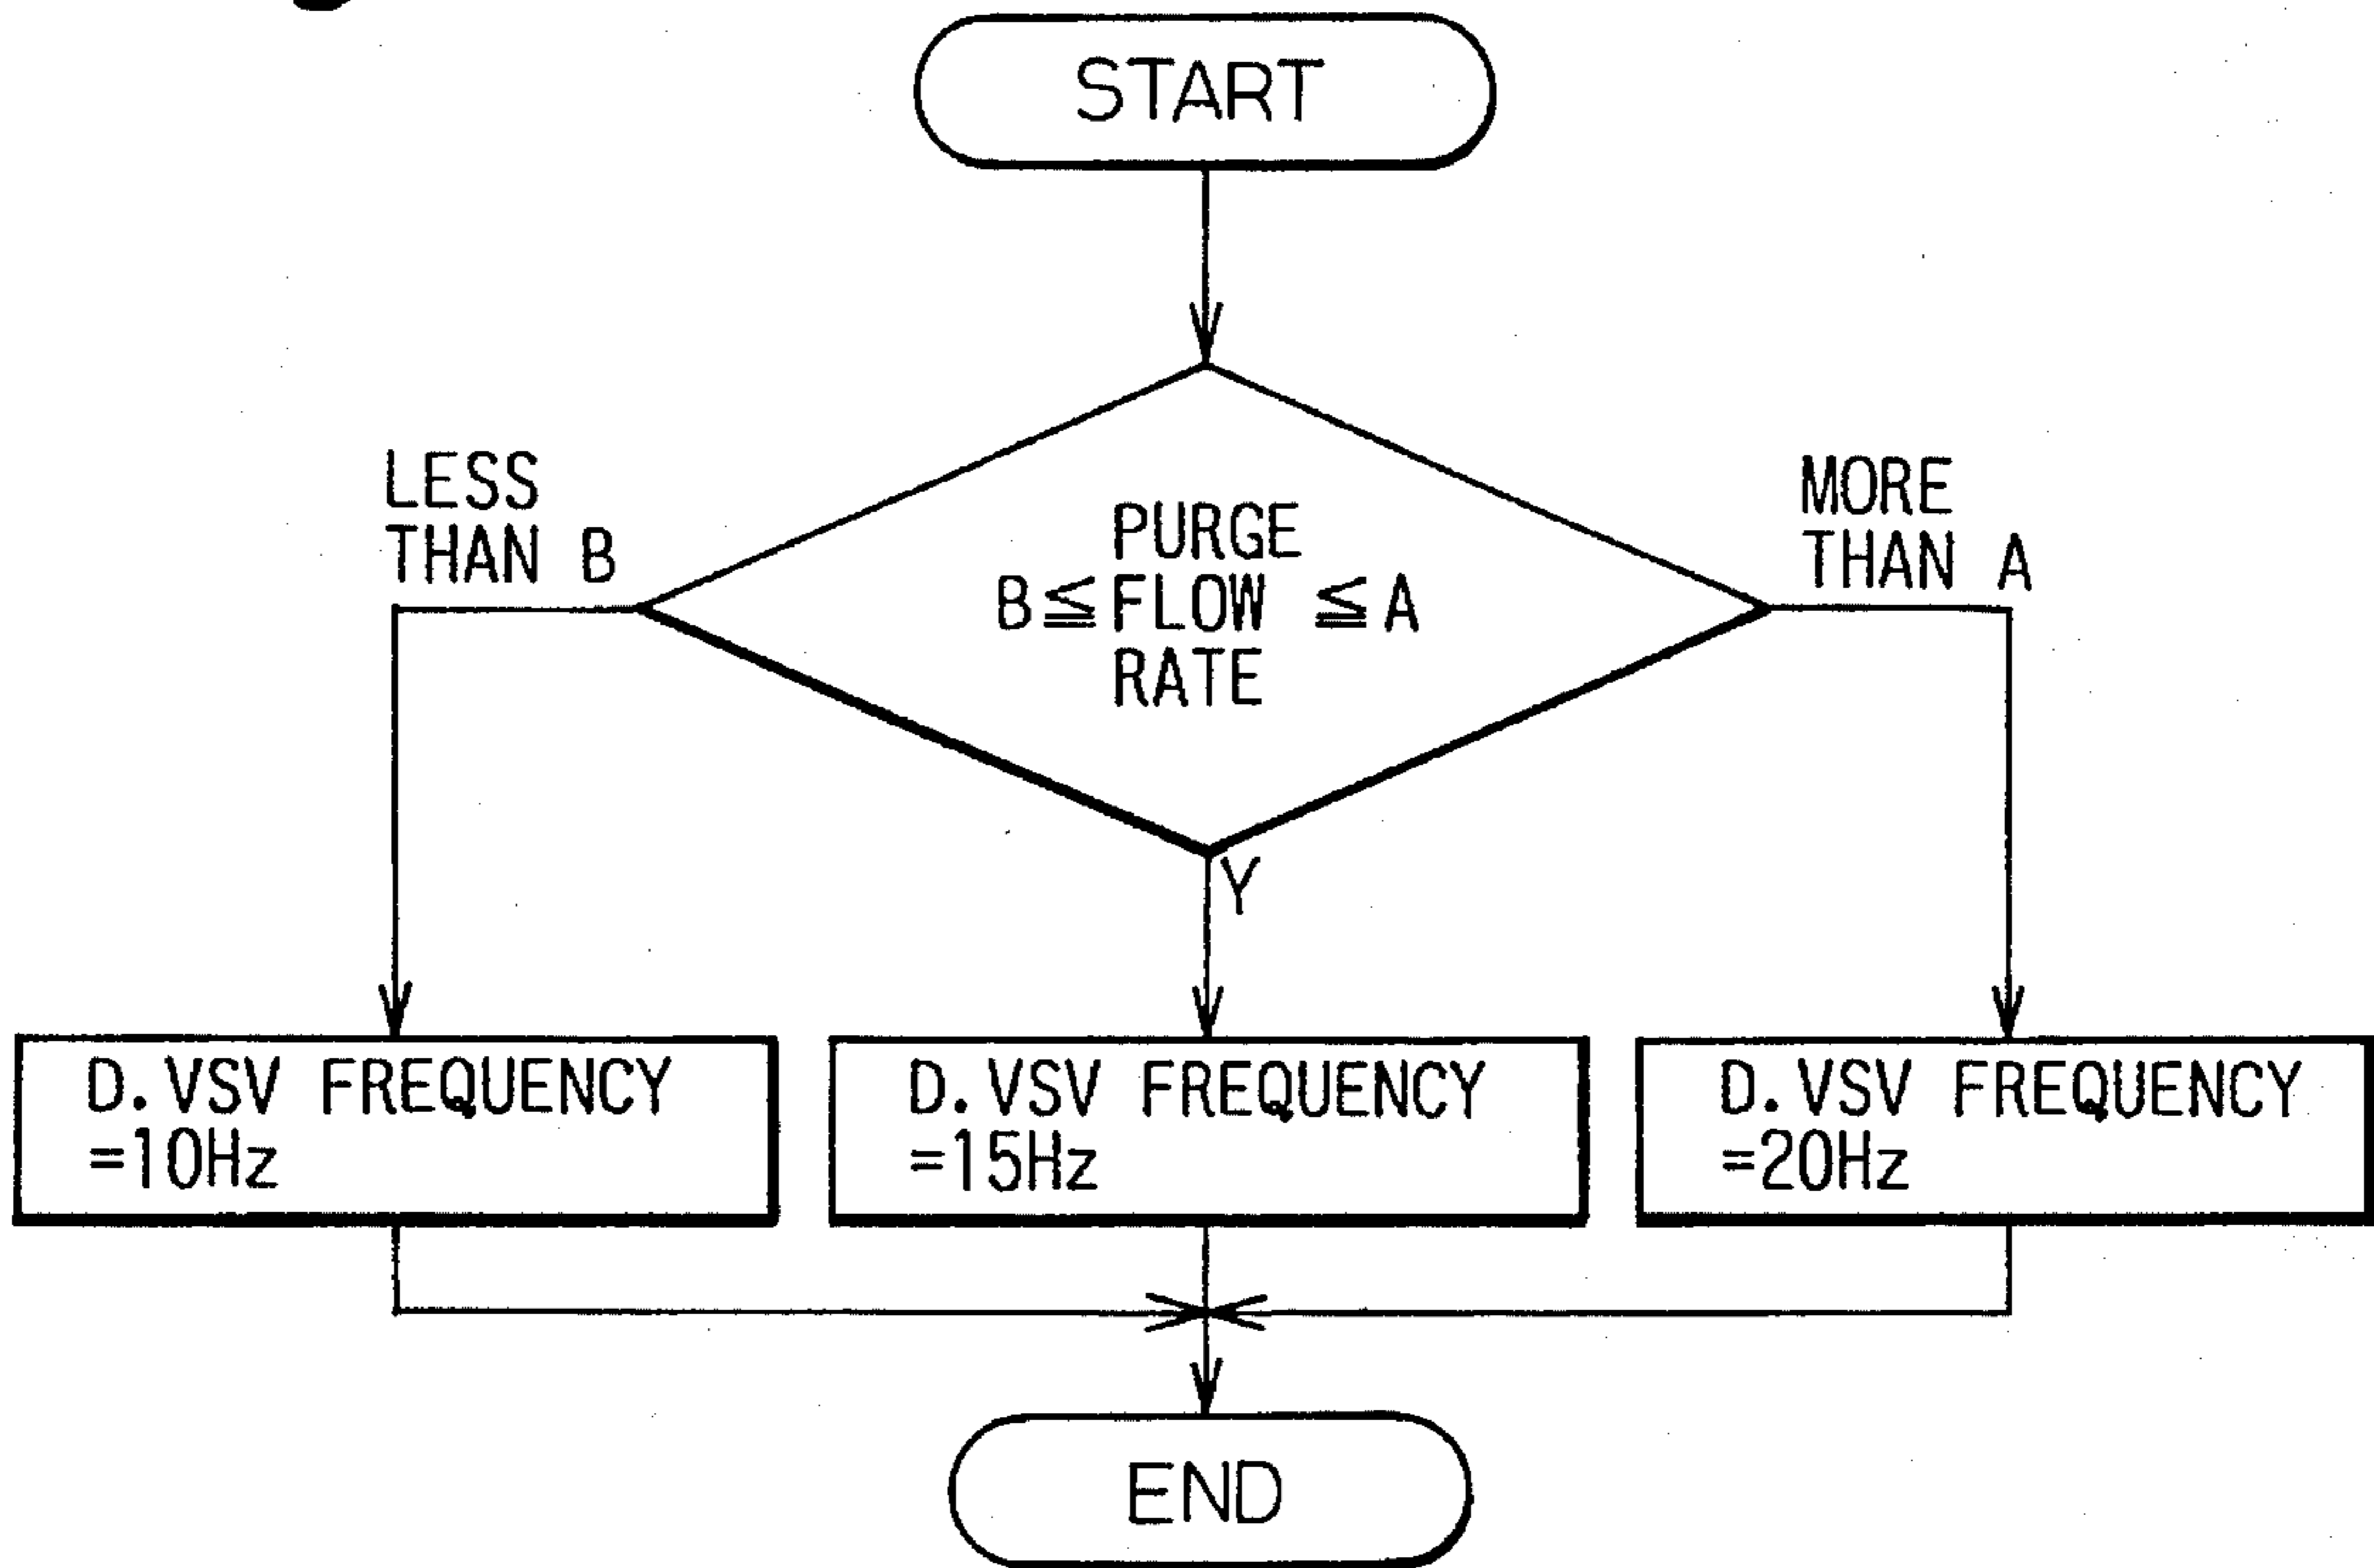 START
LESS
THAN B
PURGE
B≦FLOW ≦A
RATE
MORE
THAN A
Y
D.VSV FREQUENCY
=10Hz
D.VSV FREQUENCY
=15Hz
D.VSV FREQUENCY
=20Hz
END